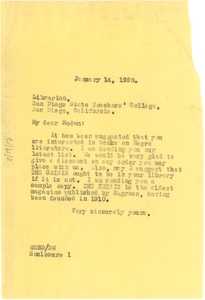 January 14, 1936.
Librarian,
San Diego State Teachers' College,
San Diego, California.
My dear Madam:
It has been suggested that you
are interested in books on Negro
literature. I am sending you our
latest list. We would be very glad to
give a discount on any order you may
place with us. Also, may I suggest that
THE CRISIS ought to be in your library
if it is not. I am sending you a
sample copy. THE CRISIS is the oldest
magazine published by Negroes, having
been founded in 1910.
Very sincerely yours,
Enclosure 1